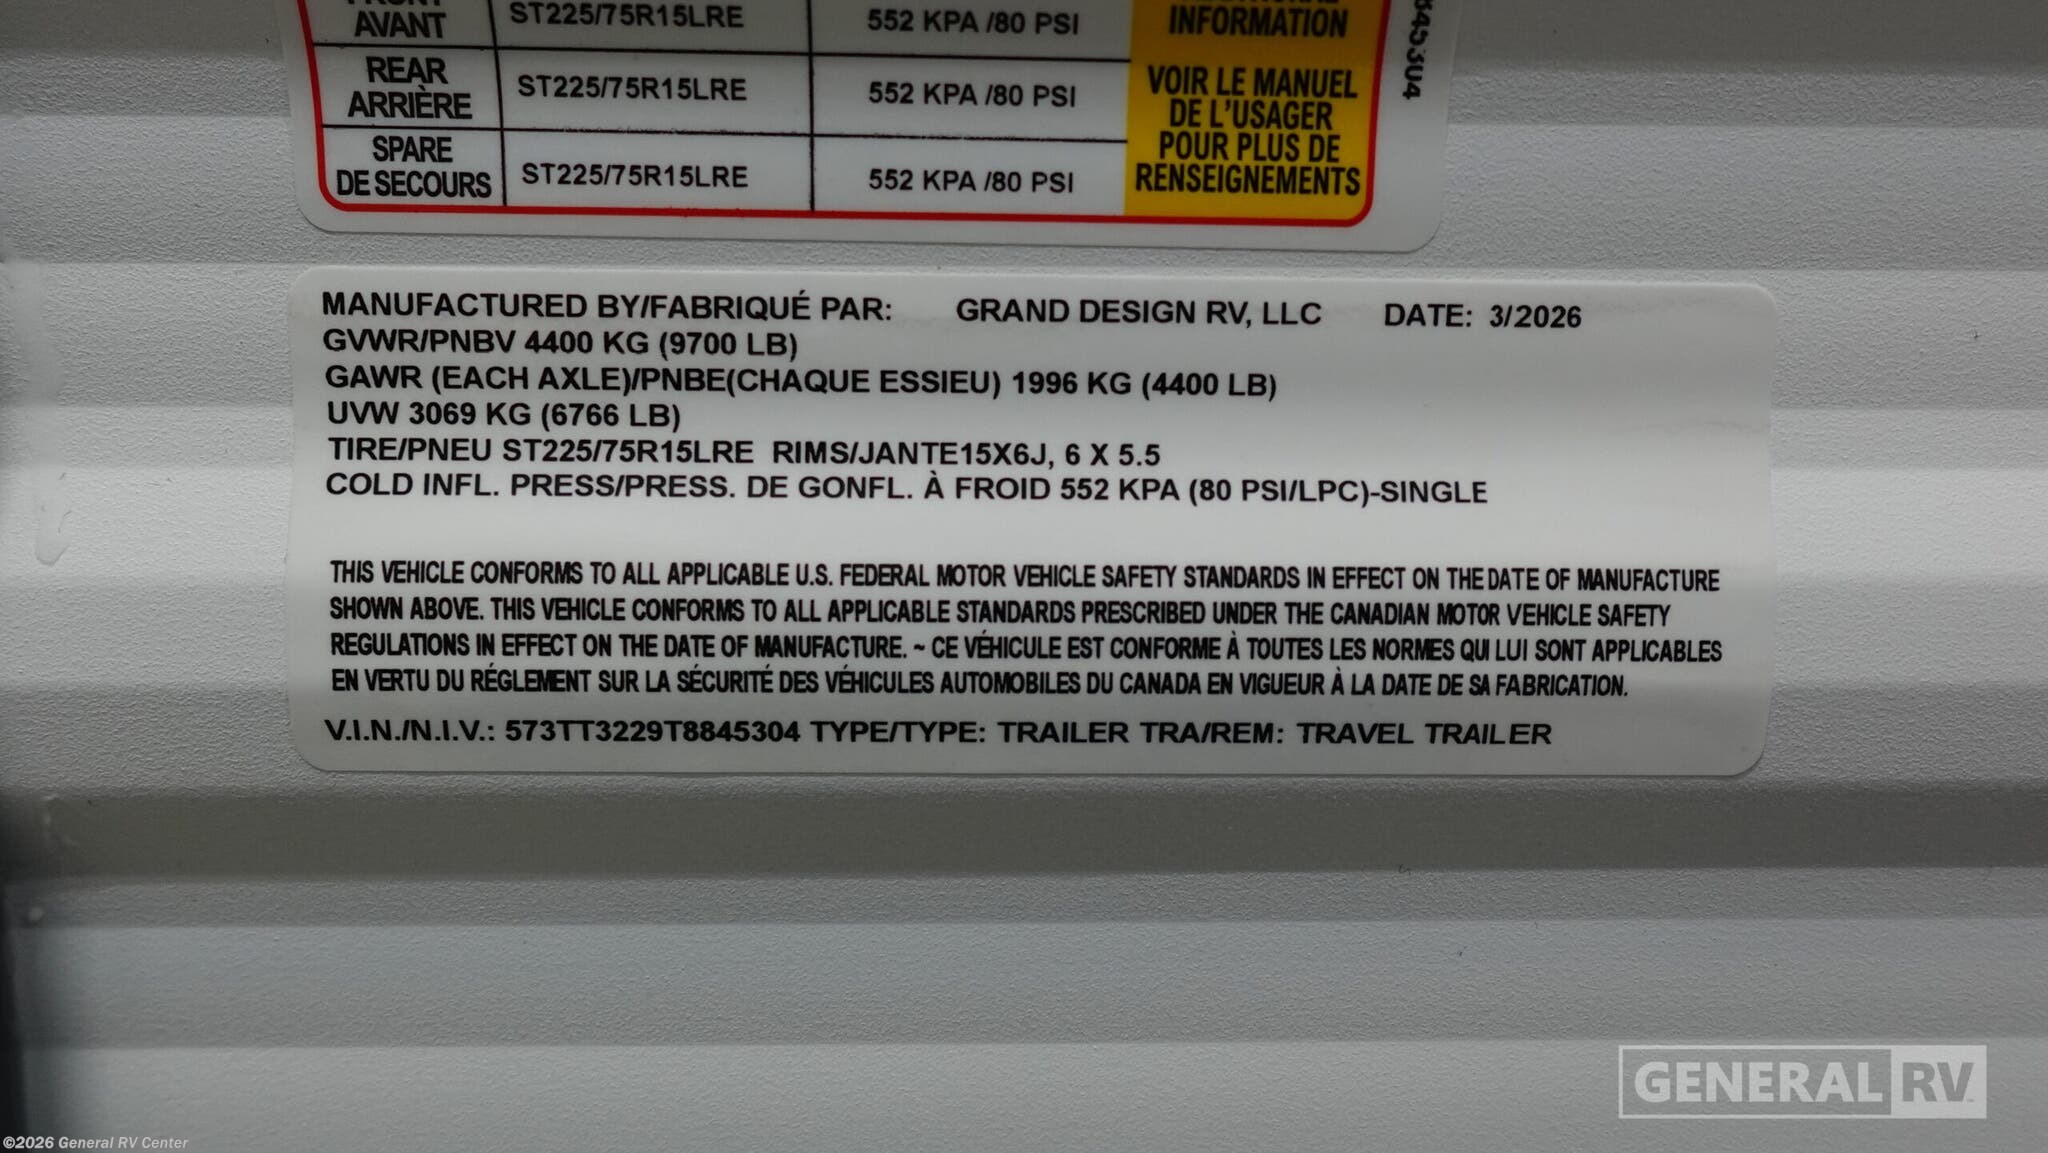 AVANT ST225/75R15LRE 552 KPA /80 PSI INFORMATION
REAR
ARRIÈRE ST225/75R15LRE 552 KPA /80 PSI
SPARE
DE SECOURS ST225/75R15LRE 552 KPA /80 PSI
VOIR LE MANUEL
DE L'USAGER
POUR PLUS DE
RENSEIGNEMENTS
MANUFACTURED BY/FABRIQUÉ PAR: GRAND DESIGN RV, LLC DATE: 3/2026
GVWR/PNBV 4400 KG (9700 LB)
GAWR (EACH AXLE)/PNBE(CHAQUE ESSIEU) 1996 KG (4400 LB)
UVW 3069 KG (6766 LB)
TIRE/PNEU ST225/75R15LRE RIMS/JANTE15X6J, 6 X 5.5
COLD INFL. PRESS/PRESS. DE GONFL. À FROID 552 KPA (80 PSI/LPC)-SINGLE
THIS VEHICLE CONFORMS TO ALL APPLICABLE U.S. FEDERAL MOTOR VEHICLE SAFETY STANDARDS IN EFFECT ON THE DATE OF MANUFACTURE
SHOWN ABOVE. THIS VEHICLE CONFORMS TO ALL APPLICABLE STANDARDS PRESCRIBED UNDER THE CANADIAN MOTOR VEHICLE SAFETY
REGULATIONS IN EFFECT ON THE DATE OF MANUFACTURE. ~ CE VÉHICULE EST CONFORME À TOUTES LES NORMES QUI LUI SONT APPLICABLES
EN VERTU DU RÉGLEMENT SUR LA SÉCURITÉ DES VÉHICULES AUTOMOBILES DU CANADA EN VIGUEUR À LA DATE DE SA FABRICATION.
V.I.N./N.I.V.: 573TT3229T8845304 TYPE/TYPE: TRAILER TRA/REM: TRAVEL TRAILER
GENERAL RV
©2026 General RV Center